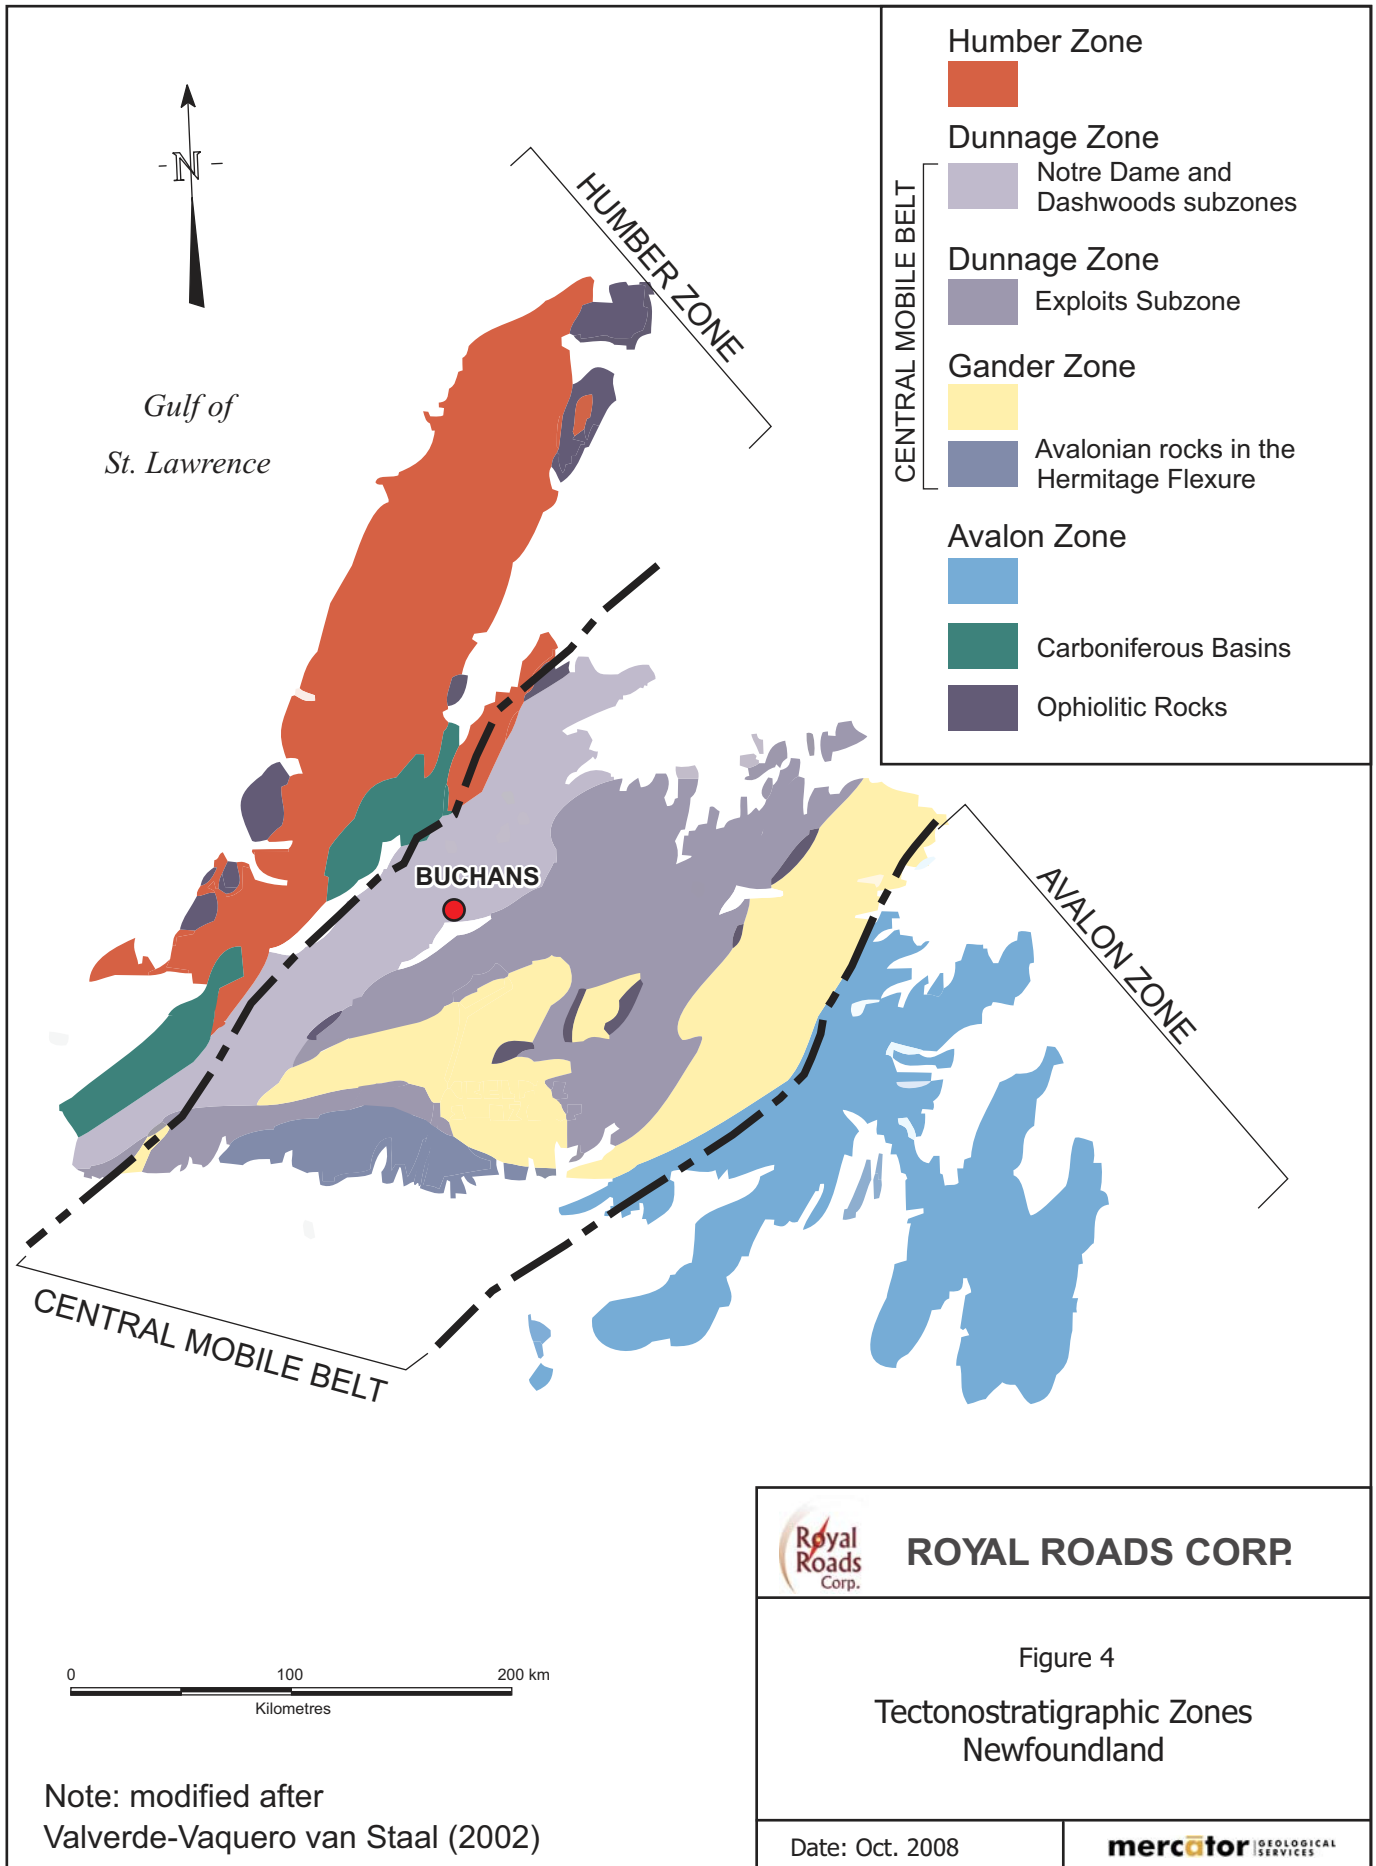 Humber Zone
Dunnage Zone
Notre Dame and
Dashwoods subzones
Dunnage Zone
Exploits Subzone
Gander Zone
Avalonian rocks in the
Hermitage Flexure
CENTRAL MOBILE BELT
Avalon Zone
Carboniferous Basins
Ophiolitic Rocks
N
HUMBER ZONE
Gulf of
St. Lawrence
BUCHANS
AVALON ZONE
CENTRAL MOBILE BELT
0 100 200 km
Kilometres
Note: modified after
Valverde-Vaquero van Staal (2002)
Royal
Roads
Corp.
ROYAL ROADS CORP.
Figure 4
Tectonostratigraphic Zones
Newfoundland
Date: Oct. 2008
mercātor GEOLOGICAL
SERVICES